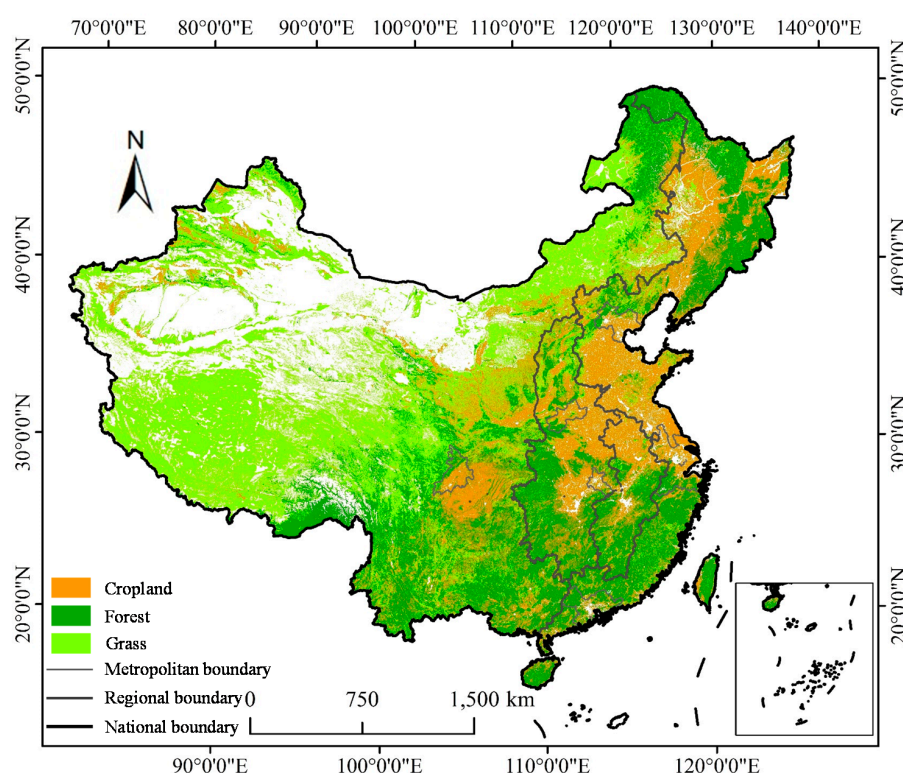 70°0'0"E 80°0'0"E 90°0'0"E 100°0'0"E 110°0'0"E 120°0'0"E 130°0'0"E 140°0'0"E
50°0'0"N
40°0'0"N
30°0'0"N
20°0'0"N
50°0'0"N
40°0'0"N
30°0'0"N
20°0'0"N
N
Cropland
Forest
Grass
Metropolitan boundary
Regional boundary
National boundary
0 750 1,500 km
90°0'0"E 100°0'0"E 110°0'0"E 120°0'0"E